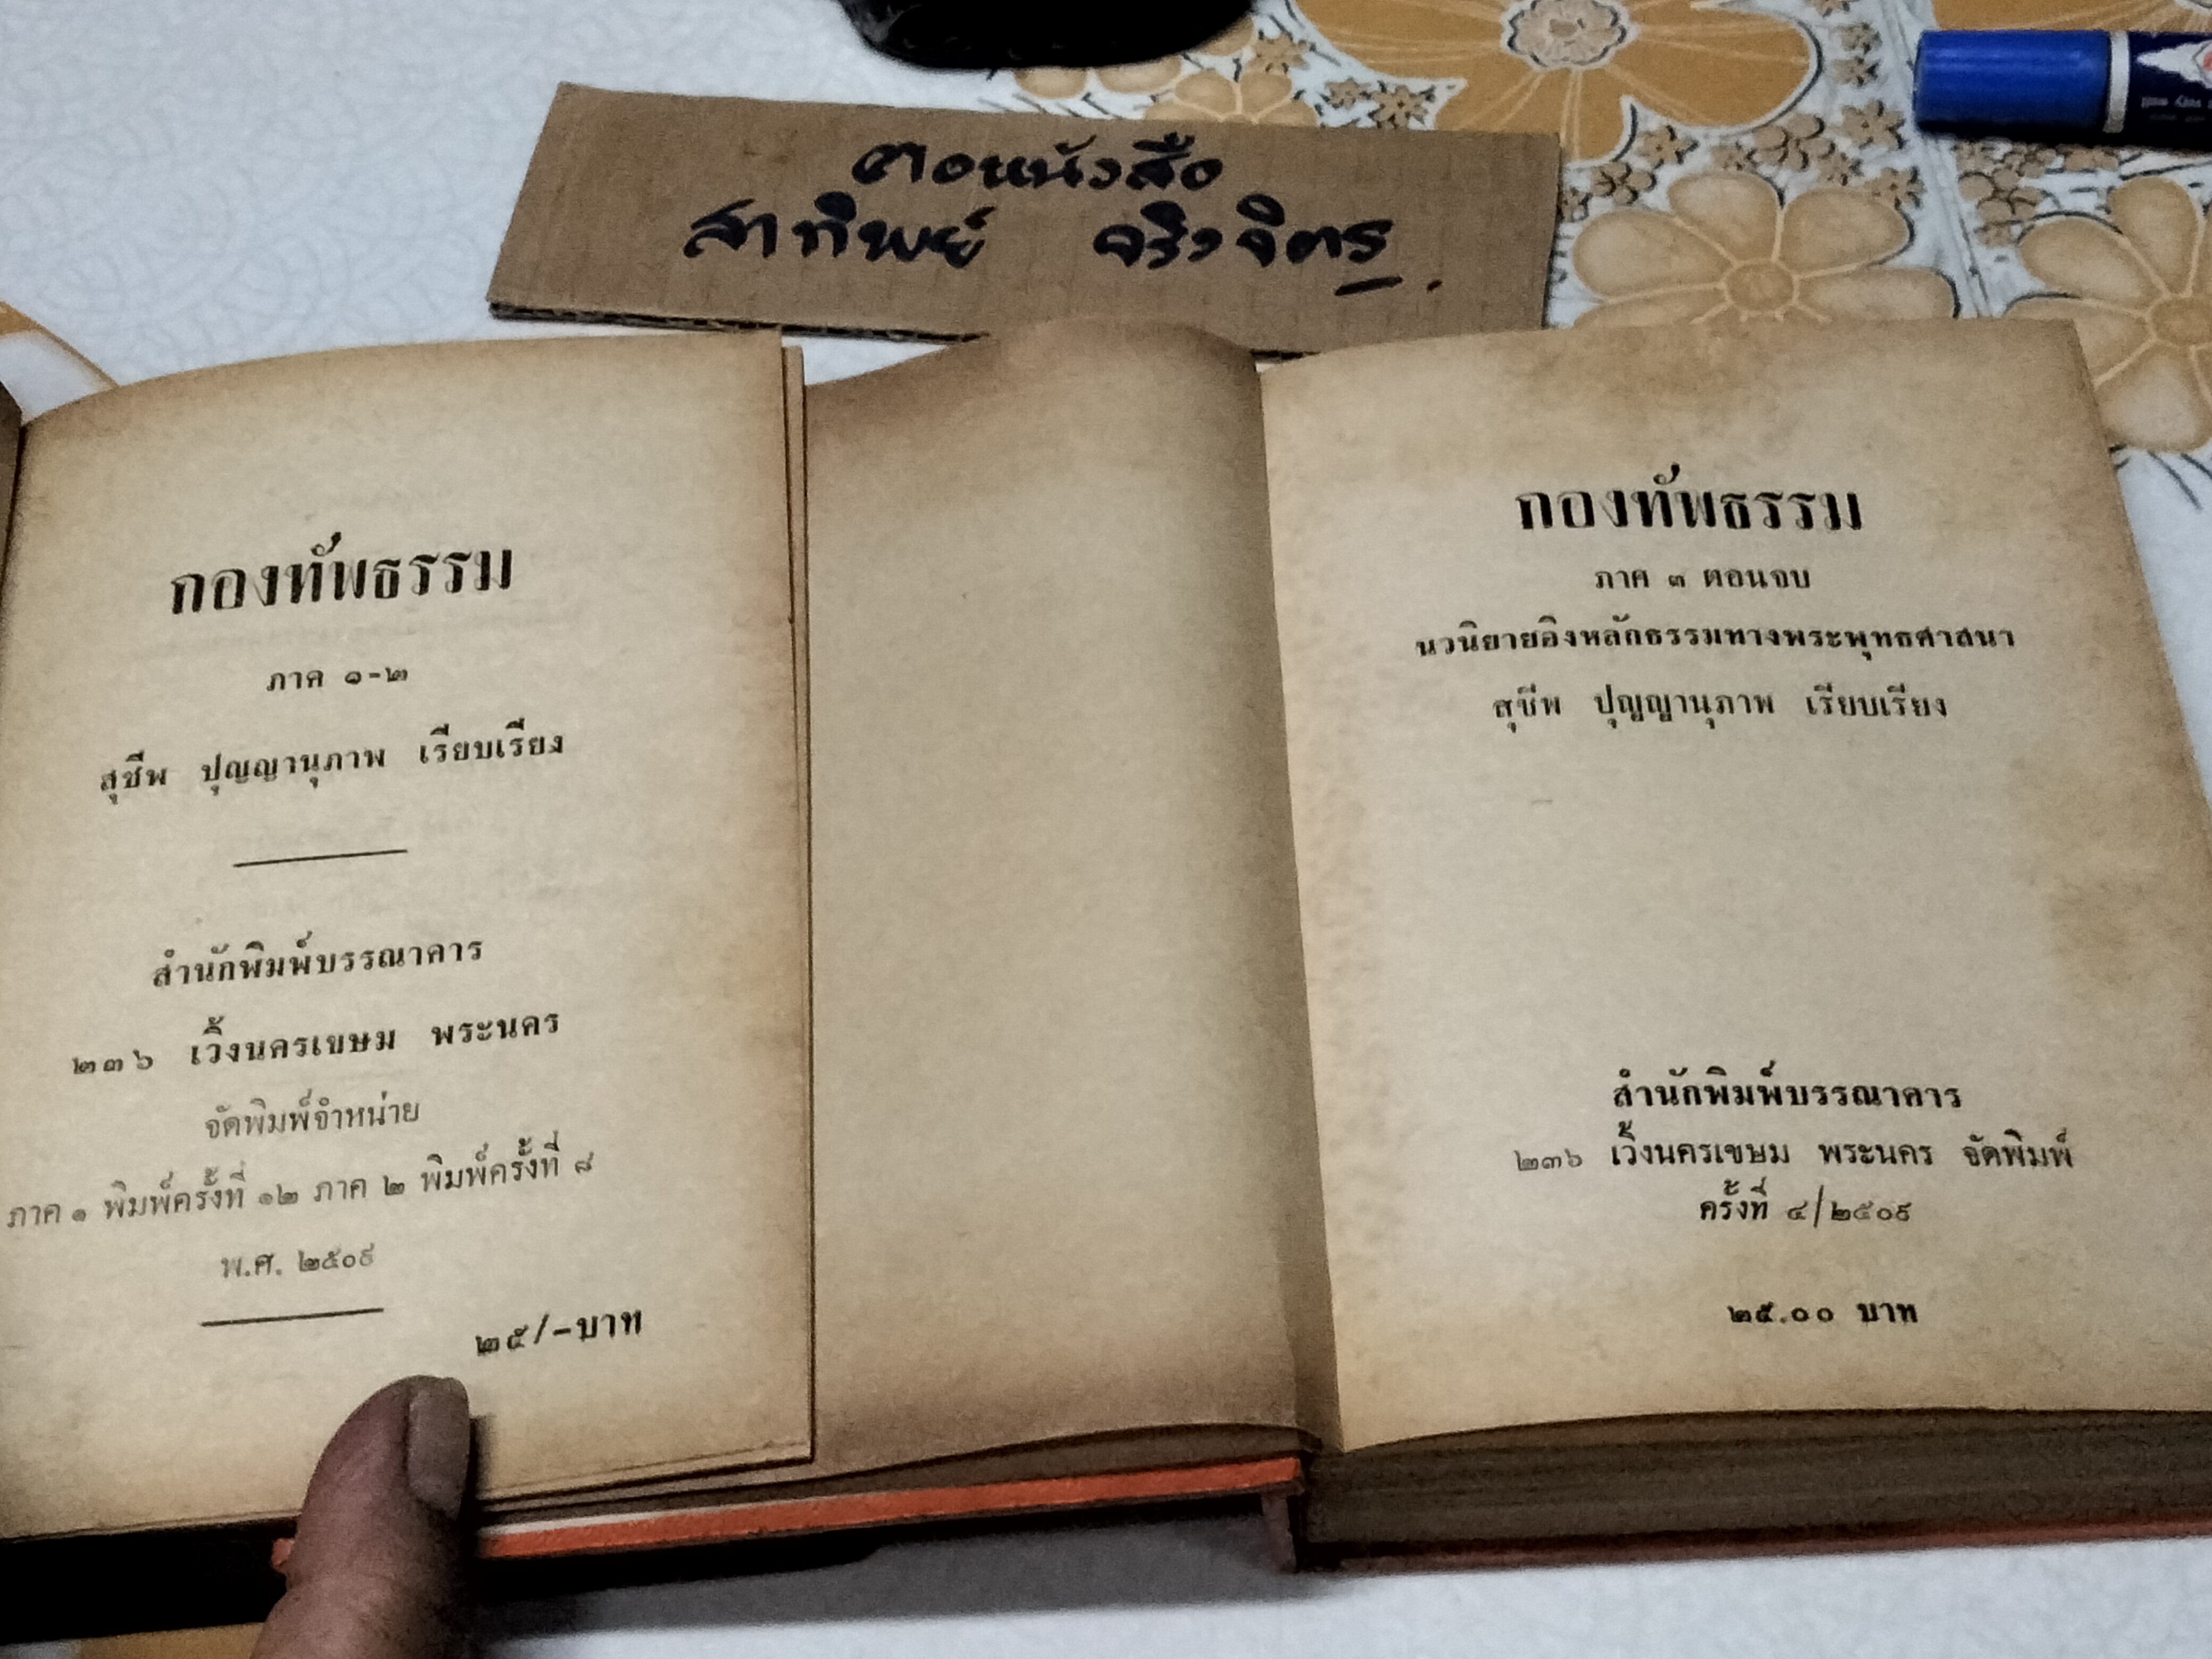 ตอหนังสือ
สาทิพย์ จริงจิตร
กองทัพธรรม
ภาค ๑-๒
สุชีพ ปุญญานุภาพ เรียบเรียง
สำนักพิมพ์บรรณาคาร
๒๓๖ เวิ้งนครเขษม พระนคร
จัดพิมพ์จำหน่าย
ภาค ๑ พิมพ์ครั้งที่ ๑๒ ภาค ๒ พิมพ์ครั้งที่ ๘
พ.ศ. ๒๕๐๙
๒๕/-บาท
กองทัพธรรม
ภาค ๓ ตอนจบ
นวนิยายอิงหลักธรรมทางพระพุทธศาสนา
สุชีพ ปุญญานุภาพ เรียบเรียง
สำนักพิมพ์บรรณาคาร
๒๓๖ เวิ้งนครเขษม พระนคร จัดพิมพ์
ครั้งที่ ๔/๒๕๐๙
๒๕.๐๐ บาท